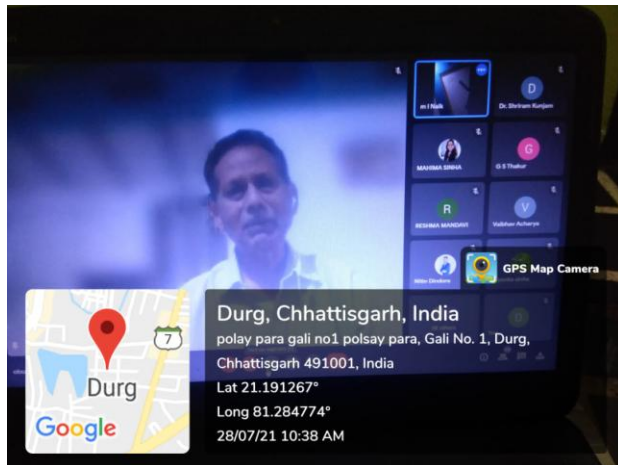 m l Naik
D
Dr. Shriram Kunjam
MAHIMA SINHA
G
G S Thakur
R
RESHMA MANDAVI
V
Vaibhav Acharya
GPS Map Camera
7
Durg
Google
Durg, Chhattisgarh, India
polay para gali no1 polsay para, Gali No. 1, Durg,
Chhattisgarh 491001, India
Lat 21.191267°
Long 81.284774°
28/07/21 10:38 AM